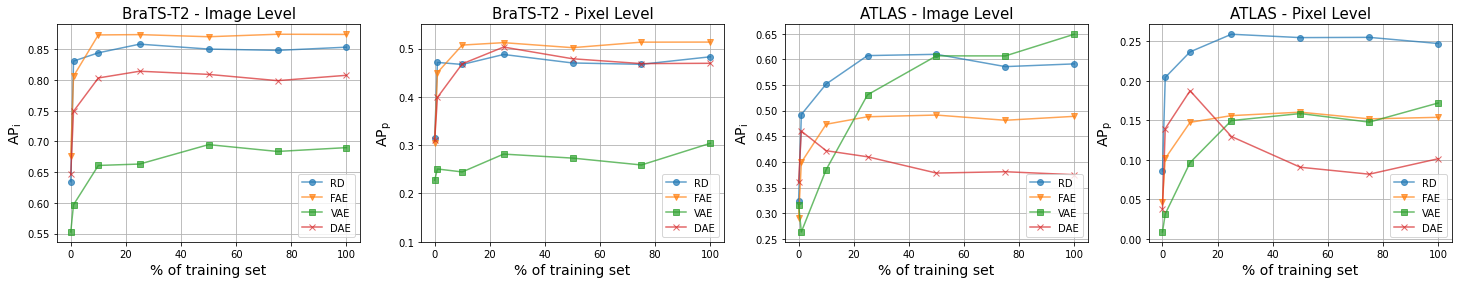 BraTS-T2 - Image Level
APi
0.85
0.80
0.75
0.70
0.65
0.60
0.55
0 20 40 60 80 100
% of training set
RD
FAE
VAE
DAE
BraTS-T2 - Pixel Level
APp
0.5
0.4
0.3
0.2
0.1
0 20 40 60 80 100
% of training set
RD
FAE
VAE
DAE
ATLAS - Image Level
APi
0.65
0.60
0.55
0.50
0.45
0.40
0.35
0.30
0.25
0 20 40 60 80 100
% of training set
RD
FAE
VAE
DAE
ATLAS - Pixel Level
APp
0.25
0.20
0.15
0.10
0.05
0.00
0 20 40 60 80 100
% of training set
RD
FAE
VAE
DAE